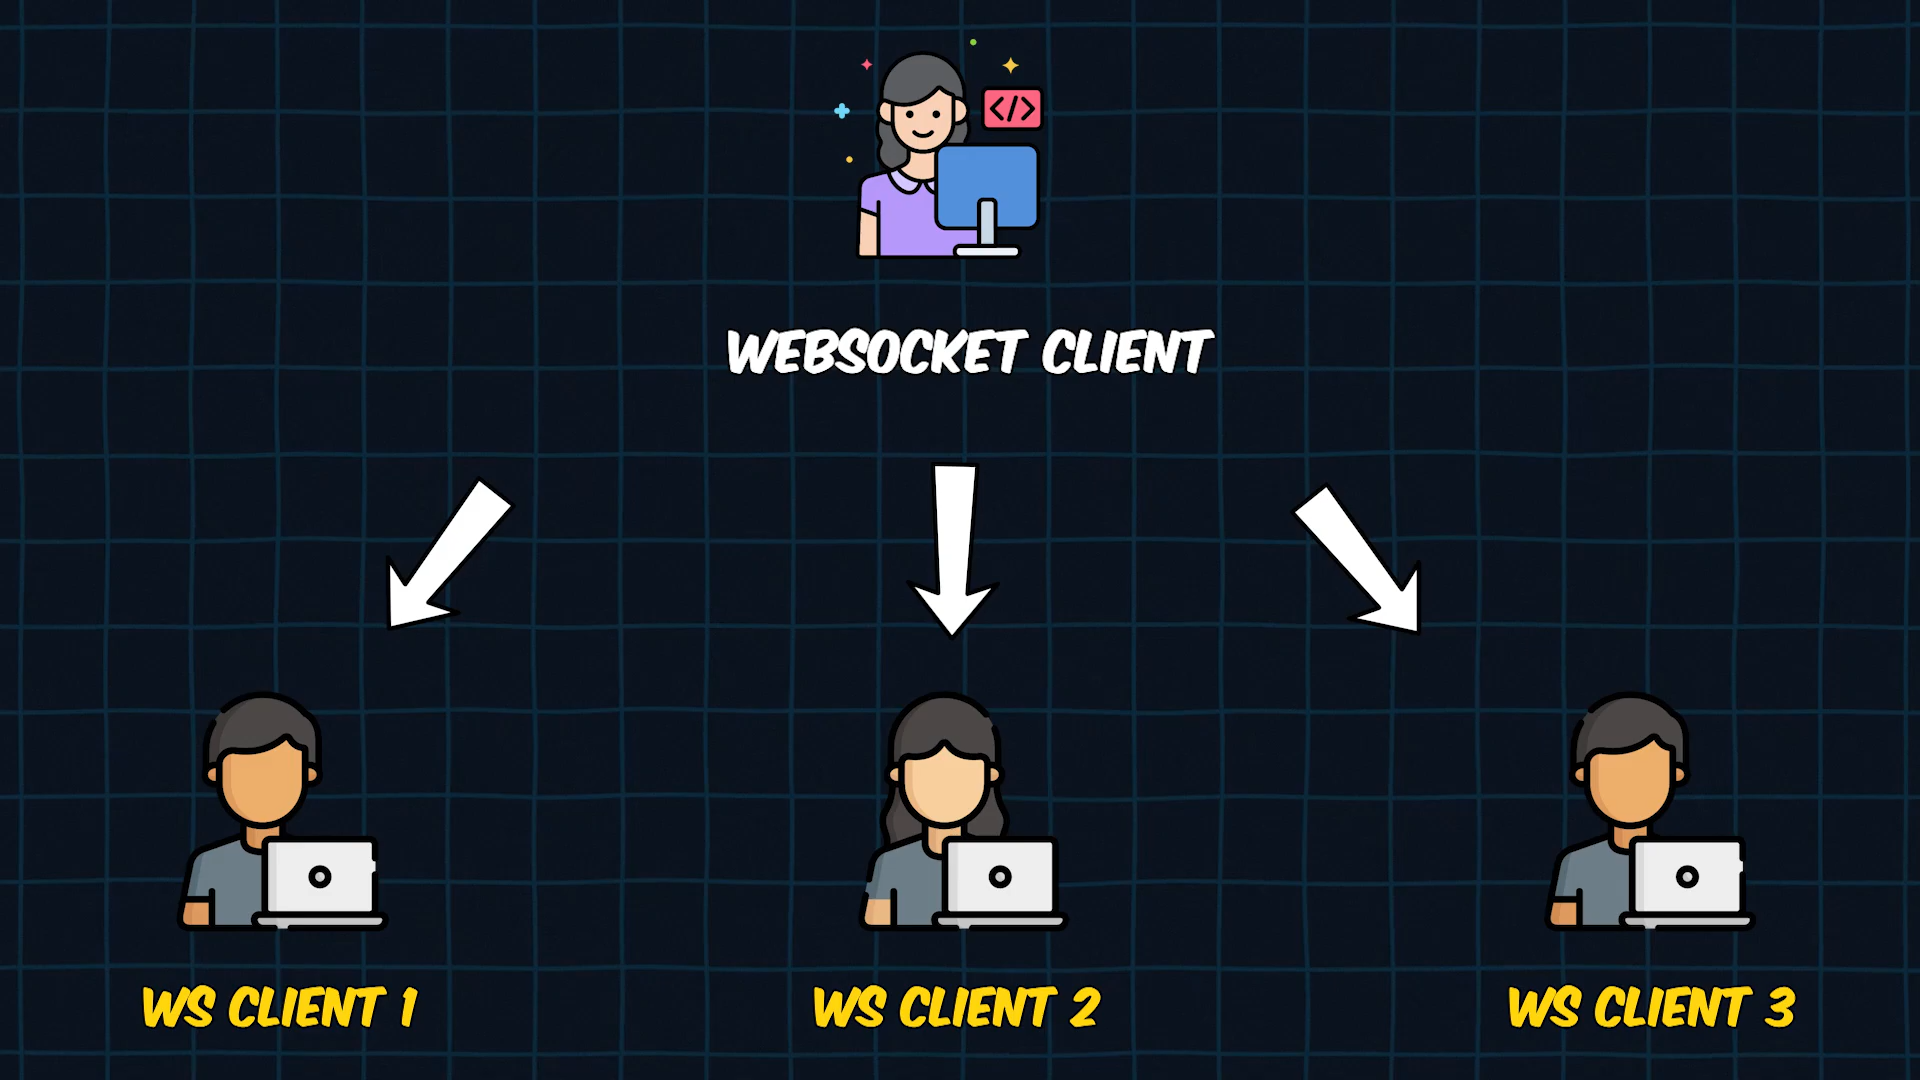 </>
WEBSOCKET CLIENT
WS CLIENT 1
WS CLIENT 2
WS CLIENT 3